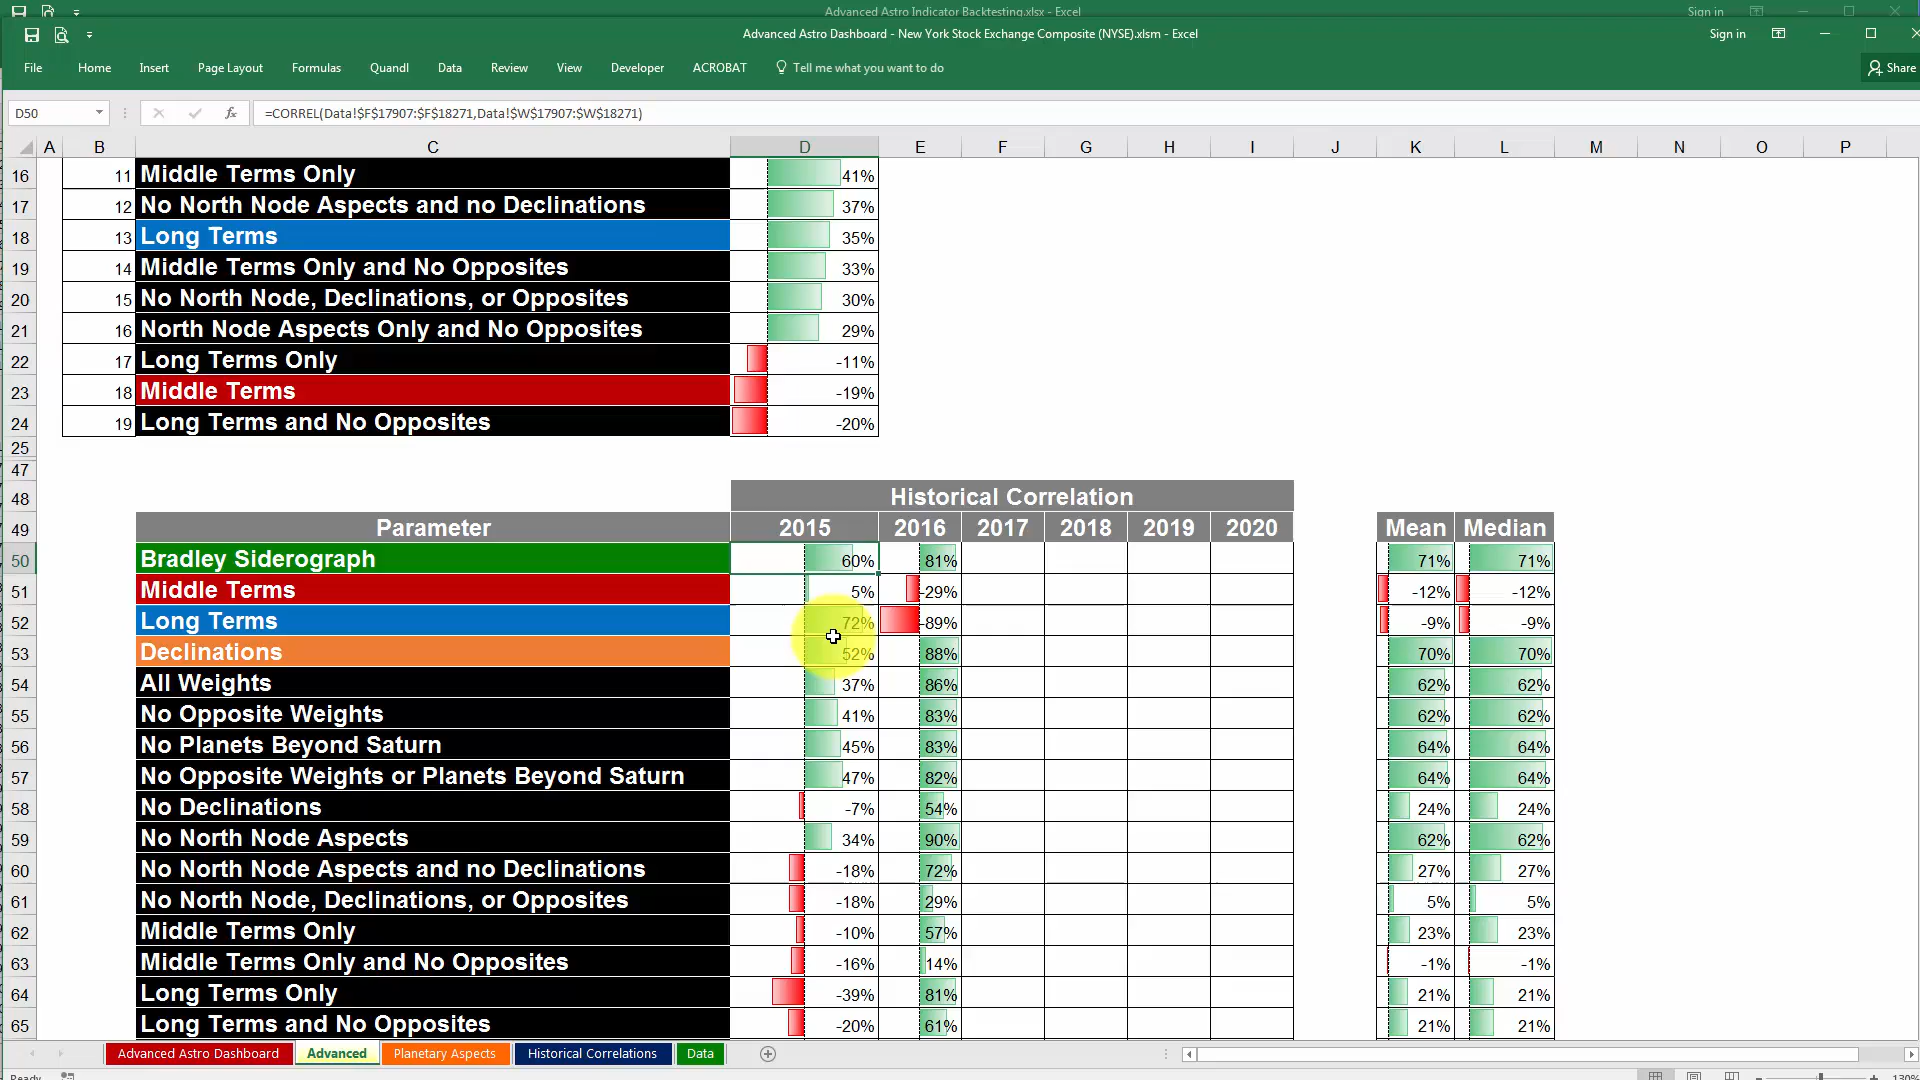 Advanced Astro Indicator Backtesting.xlsx - Excel
Sign in
Advanced Astro Dashboard - New York Stock Exchange Composite (NYSE).xlsm - Excel
Sign in
File Home Insert Page Layout Formulas Quandl Data Review View Developer ACROBAT Tell me what you want to do Share
D50 fx =CORREL(Data!$F$17907:$F$18271,Data!$W$17907:$W$18271)
A B C D E F G H I J K L M N O P
16 11 Middle Terms Only 41%
17 12 No North Node Aspects and no Declinations 37%
18 13 Long Terms 35%
19 14 Middle Terms Only and No Opposites 33%
20 15 No North Node, Declinations, or Opposites 30%
21 16 North Node Aspects Only and No Opposites 29%
22 17 Long Terms Only -11%
23 18 Middle Terms -19%
24 19 Long Terms and No Opposites -20%
25
47
48 Historical Correlation
49 Parameter 2015 2016 2017 2018 2019 2020 Mean Median
50 Bradley Siderograph 60% 81% 71% 71%
51 Middle Terms 5% -29% -12% -12%
52 Long Terms 72% -89% -9% -9%
53 Declinations 52% 88% 70% 70%
54 All Weights 37% 86% 62% 62%
55 No Opposite Weights 41% 83% 62% 62%
56 No Planets Beyond Saturn 45% 83% 64% 64%
57 No Opposite Weights or Planets Beyond Saturn 47% 82% 64% 64%
58 No Declinations -7% 54% 24% 24%
59 No North Node Aspects 34% 90% 62% 62%
60 No North Node Aspects and no Declinations -18% 72% 27% 27%
61 No North Node, Declinations, or Opposites -18% 29% 5% 5%
62 Middle Terms Only -10% 57% 23% 23%
63 Middle Terms Only and No Opposites -16% 14% -1% -1%
64 Long Terms Only -39% 81% 21% 21%
65 Long Terms and No Opposites -20% 61% 21% 21%
Advanced Astro Dashboard Advanced Planetary Aspects Historical Correlations Data
Ready 130%